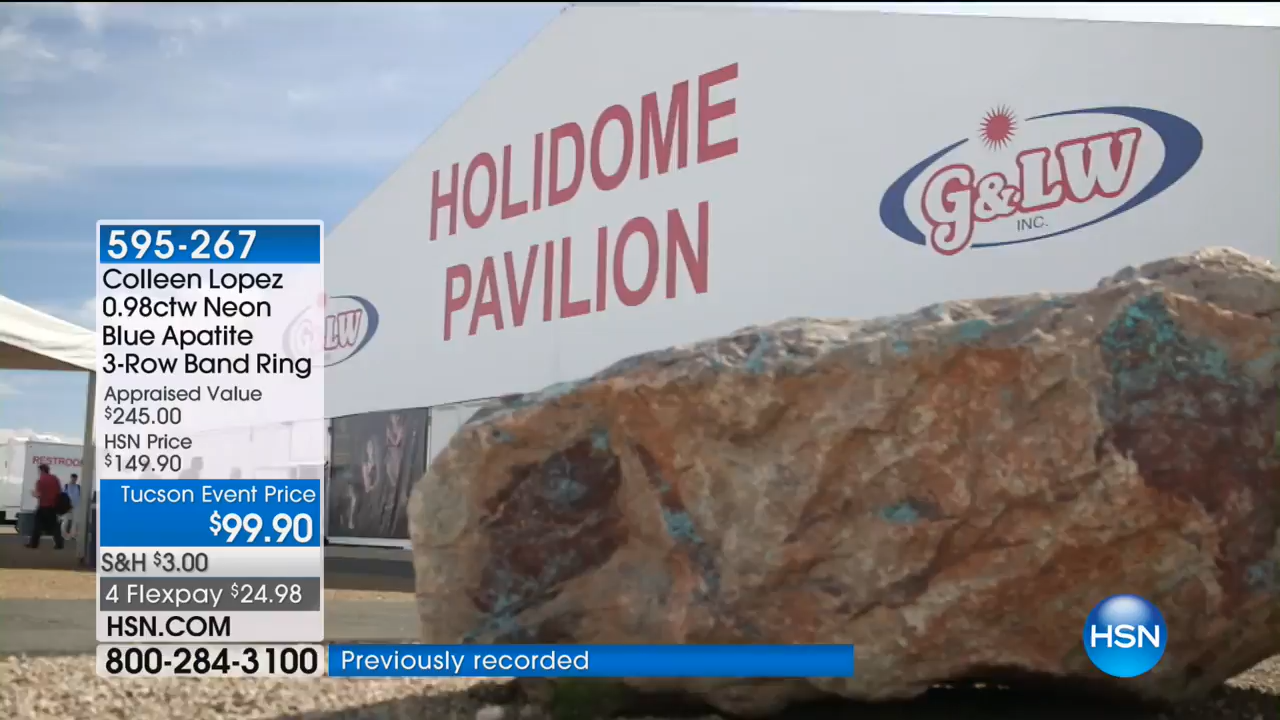 HOLIDOME
PAVILION
G&LW
INC.
LW
RESTROO
595-267
Colleen Lopez
0.98ctw Neon
Blue Apatite
3-Row Band Ring
Appraised Value
$245.00
HSN Price
$149.90
Tucson Event Price
$99.90
S&H $3.00
4 Flexpay $24.98
HSN.COM
800-284-3100
Previously recorded
HSN